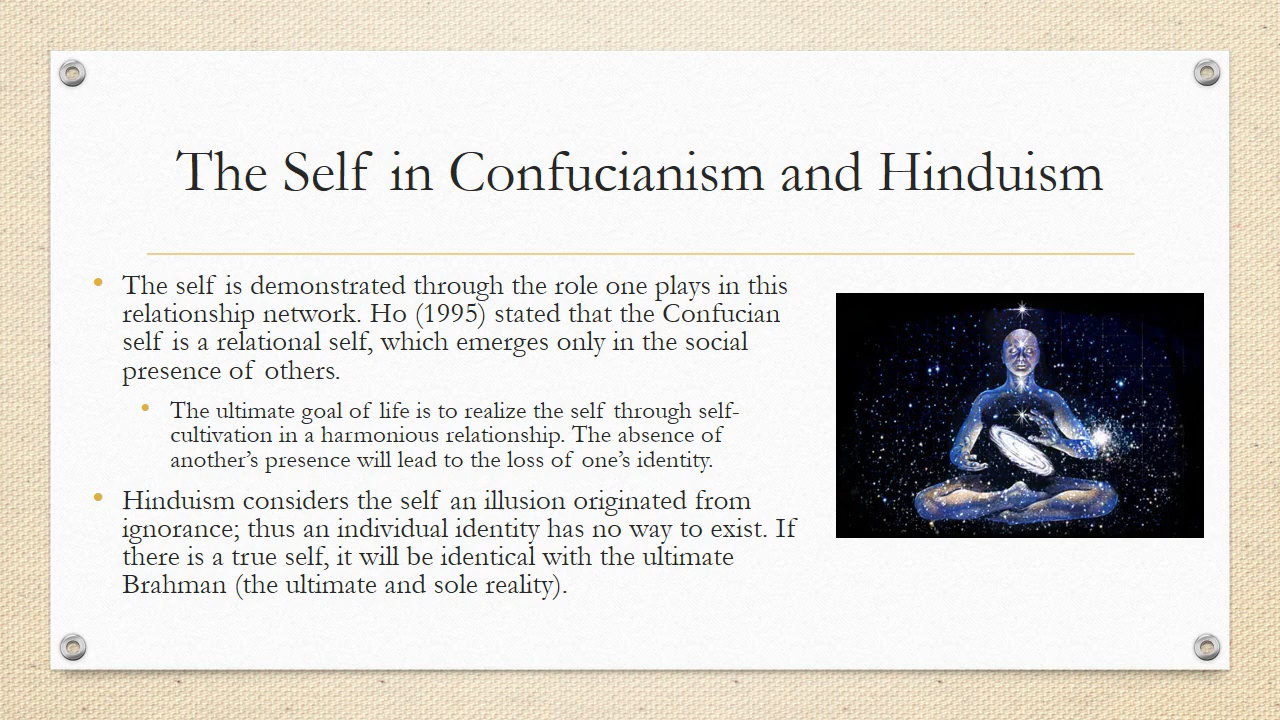 The Self in Confucianism and Hinduism
The self is demonstrated through the role one plays in this
relationship network. Ho (1995) stated that the Confucian
self is a relational self, which emerges only in the social
presence of others.
The ultimate goal of life is to realize the self through self-
cultivation in a harmonious relationship. The absence of
another’s presence will lead to the loss of one’s identity.
Hinduism considers the self an illusion originated from
ignorance; thus an individual identity has no way to exist. If
there is a true self, it will be identical with the ultimate
Brahman (the ultimate and sole reality).